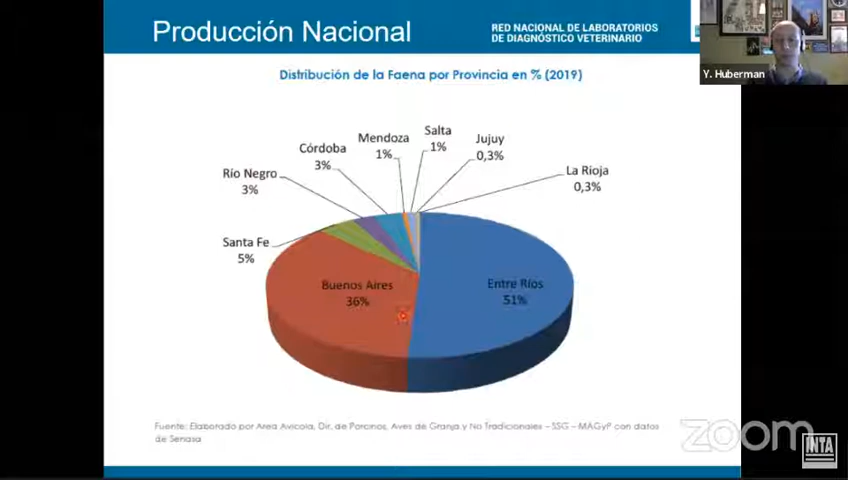 Producción Nacional
RED NACIONAL DE LABORATORIOS
DE DIAGNÓSTICO VETERINARIO
Y. Huberman
Distribución de la Faena por Provincia en % (2019)
Salta
1%
Mendoza
1%
Jujuy
0,3%
Córdoba
3%
La Rioja
0,3%
Río Negro
3%
Santa Fe
5%
Buenos Aires
36%
Entre Ríos
51%
Fuente: Elaborado por Area Avícola, Dir. de Porcinos, Aves de Granja y No Tradicionales – SSG – MAGyP con datos
de Senasa
zoom
INTA